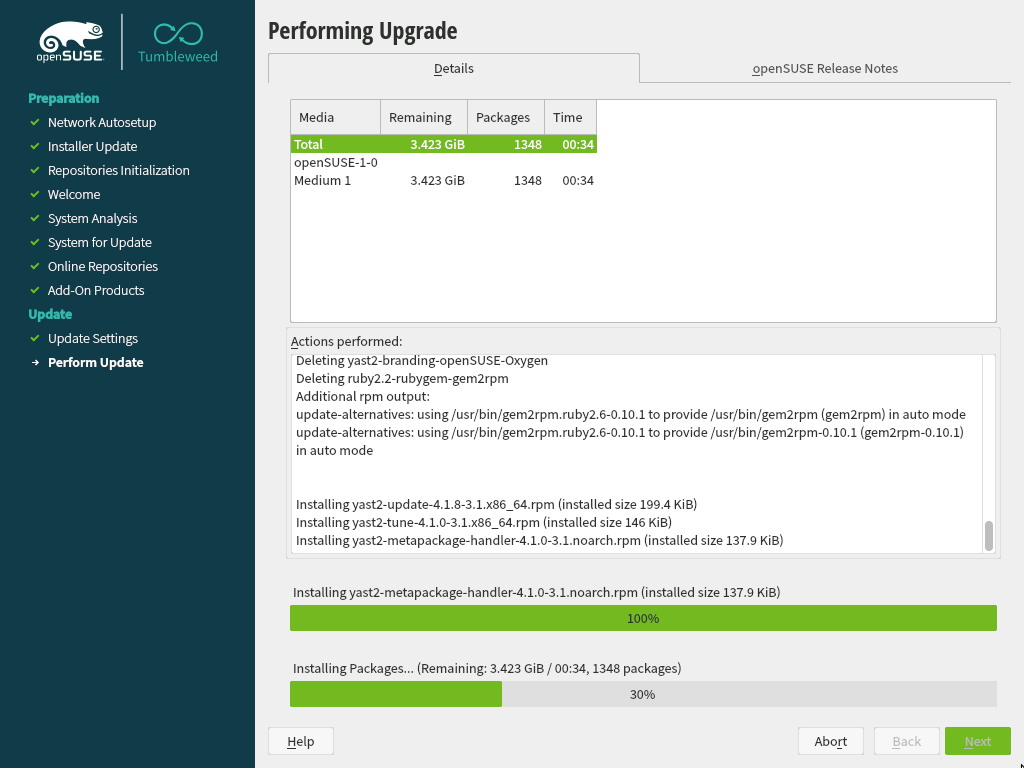 openSUSE
Tumbleweed
Preparation
Network Autosetup
Installer Update
Repositories Initialization
Welcome
System Analysis
System for Update
Online Repositories
Add-On Products
Update
Update Settings
Perform Update
Performing Upgrade
Details openSUSE Release Notes
Media Remaining Packages Time
Total 3.423 GiB 1348 00:34
openSUSE-1-0
Medium 1 3.423 GiB 1348 00:34
Actions performed:
Deleting yast2-branding-openSUSE-Oxygen
Deleting ruby2.2-rubygem-gem2rpm
Additional rpm output:
update-alternatives: using /usr/bin/gem2rpm.ruby2.6-0.10.1 to provide /usr/bin/gem2rpm (gem2rpm) in auto mode
update-alternatives: using /usr/bin/gem2rpm.ruby2.6-0.10.1 to provide /usr/bin/gem2rpm-0.10.1 (gem2rpm-0.10.1)
in auto mode
Installing yast2-update-4.1.8-3.1.x86_64.rpm (installed size 199.4 KiB)
Installing yast2-tune-4.1.0-3.1.x86_64.rpm (installed size 146 KiB)
Installing yast2-metapackage-handler-4.1.0-3.1.noarch.rpm (installed size 137.9 KiB)
Installing yast2-metapackage-handler-4.1.0-3.1.noarch.rpm (installed size 137.9 KiB)
100%
Installing Packages... (Remaining: 3.423 GiB / 00:34, 1348 packages)
30%
Help Abort Back Next